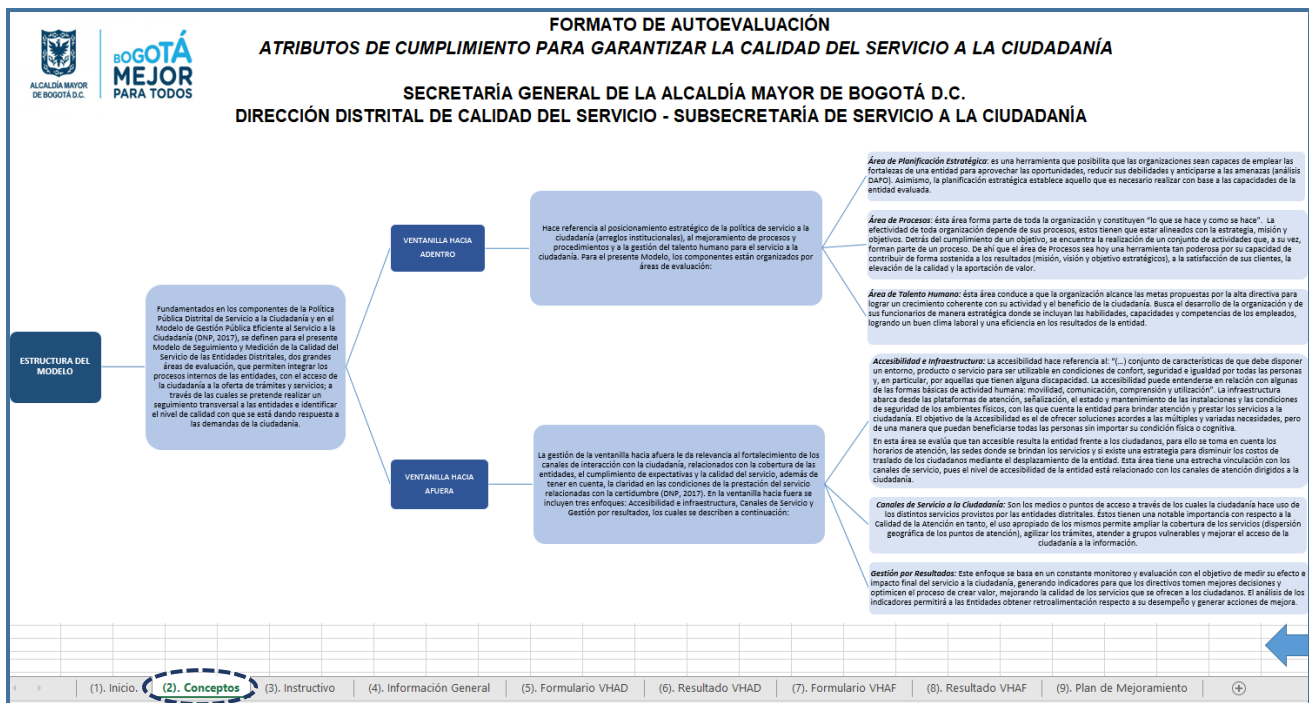 FORMATO DE AUTOEVALUACIÓN
ATRIBUTOS DE CUMPLIMIENTO PARA GARANTIZAR LA CALIDAD DEL SERVICIO A LA CIUDADANÍA
ALCALDÍA MAYOR
DE BOGOTÁ D.C.
BOGOTÁ
MEJOR
PARA TODOS
SECRETARÍA GENERAL DE LA ALCALDÍA MAYOR DE BOGOTÁ D.C.
DIRECCIÓN DISTRITAL DE CALIDAD DEL SERVICIO - SUBSECRETARÍA DE SERVICIO A LA CIUDADANÍA
ESTRUCTURA DEL
MODELO
Fundamentados en los componentes de la Política
Pública Distrital de Servicio a la Ciudadanía y en el
Modelo de Gestión Pública Eficiente al Servicio a la
Ciudadanía (DNP, 2017), se definen para el presente
Modelo de Seguimiento y Medición de la Calidad del
Servicio de las Entidades Distritales, dos grandes
áreas de evaluación, que permiten integrar los
procesos internos de las entidades, con el acceso de
la ciudadanía a la oferta de trámites y servicios; a
través de las cuales se pretende realizar un
seguimiento transversal a las entidades e identificar
el nivel de calidad con que se está dando respuesta a
las demandas de la ciudadanía.
VENTANILLA HACIA
ADENTRO
Hace referencia al posicionamiento estratégico de la política de servicio a la
ciudadanía (arreglos institucionales), al mejoramiento de procesos y
procedimientos y a la gestión del talento humano para el servicio a la
ciudadanía. Para el presente Modelo, los componentes están organizados por
áreas de evaluación:
Área de Planificación Estratégica: es una herramienta que posibilita que las organizaciones sean capaces de emplear las
fortalezas de una entidad para aprovechar las oportunidades, reducir sus debilidades y anticiparse a las amenazas (análisis
DAFO). Asimismo, la planificación estratégica establece aquello que es necesario realizar con base a las capacidades de la
entidad evaluada.
Área de Procesos: ésta área forma parte de toda la organización y constituyen "lo que se hace y como se hace". La
efectividad de toda organización depende de sus procesos, estos tienen que estar alineados con la estrategia, misión y
objetivos. Detrás del cumplimiento de un objetivo, se encuentra la realización de un conjunto de actividades que, a su vez,
forman parte de un proceso. De ahí que el área de Procesos sea hoy una herramienta tan poderosa por su capacidad de
contribuir de forma sostenida a los resultados (misión, visión y objetivo estratégicos), a la satisfacción de sus clientes, la
elevación de la calidad y la aportación de valor.
Área de Talento Humano: ésta área conduce a que la organización alcance las metas propuestas por la alta directiva para
lograr un crecimiento coherente con su actividad y el beneficio de la ciudadanía. Busca el desarrollo de la organización y de
sus funcionarios de manera estratégica donde se incluyan las habilidades, capacidades y competencias de los empleados,
logrando un buen clima laboral y una eficiencia en los resultados de la entidad.
VENTANILLA HACIA
AFUERA
La gestión de la ventanilla hacia afuera le da relevancia al fortalecimiento de los
canales de interacción con la ciudadanía, relacionados con la cobertura de las
entidades, el cumplimiento de expectativas y la calidad del servicio, además de
tener en cuenta, la claridad en las condiciones de la prestación del servicio
relacionadas con la certidumbre (DNP, 2017). En la ventanilla hacia fuera se
incluyen tres enfoques: Accesibilidad e infraestructura, Canales de Servicio y
Gestión por resultados, los cuales se describen a continuación:
Accesibilidad e Infraestructura: La accesibilidad hace referencia al: "(...) conjunto de características de que debe disponer
un entorno, producto o servicio para ser utilizable en condiciones de confort, seguridad e igualdad por todas las personas
y, en particular, por aquellas que tienen alguna discapacidad. La accesibilidad puede entenderse en relación con algunas
de las formas básicas de actividad humana: movilidad, comunicación, comprensión y utilización". La infraestructura
abarca desde las plataformas de atención, señalización, el estado y mantenimiento de las instalaciones y las condiciones
de seguridad de los ambientes físicos, con las que cuenta la entidad para brindar atención y prestar los servicios a la
ciudadanía. El objetivo de la Accesibilidad es el de ofrecer soluciones acordes a las múltiples y variadas necesidades, pero
de una manera que puedan beneficiarse todas las personas sin importar su condición física o cognitiva.
En esta área se evalúa que tan accesible resulta la entidad frente a los ciudadanos, para ello se toma en cuenta los
horarios de atención, las sedes donde se brindan los servicios y si existe una estrategia para disminuir los costos de
traslado de los ciudadanos mediante el desplazamiento de la entidad. Esta área tiene una estrecha vinculación con los
canales de servicio, pues el nivel de accesibilidad de la entidad está relacionado con los canales de atención dirigidos a la
ciudadanía.
Canales de Servicio a la Ciudadanía: Son los medios o puntos de acceso a través de los cuales la ciudadanía hace uso de
los distintos servicios provistos por las entidades distritales. Éstos tienen una notable importancia con respecto a la
Calidad de la Atención en tanto, el uso apropiado de los mismos permite ampliar la cobertura de los servicios (dispersión
geográfica de los puntos de atención), agilizar los trámites, atender a grupos vulnerables y mejorar el acceso de la
ciudadanía a la información.
Gestión por Resultados: Este enfoque se basa en un constante monitoreo y evaluación con el objetivo de medir su efecto e
impacto final del servicio a la ciudadanía, generando indicadores para que los directivos tomen mejores decisiones y
optimicen el proceso de crear valor, mejorando la calidad de los servicios que se ofrecen a los ciudadanos. El análisis de los
indicadores permitirá a las Entidades obtener retroalimentación respecto a su desempeño y generar acciones de mejora.
(1). Inicio. (2). Conceptos (3). Instructivo (4). Información General (5). Formulario VHAD (6). Resultado VHAD (7). Formulario VHAF (8). Resultado VHAF (9). Plan de Mejoramiento